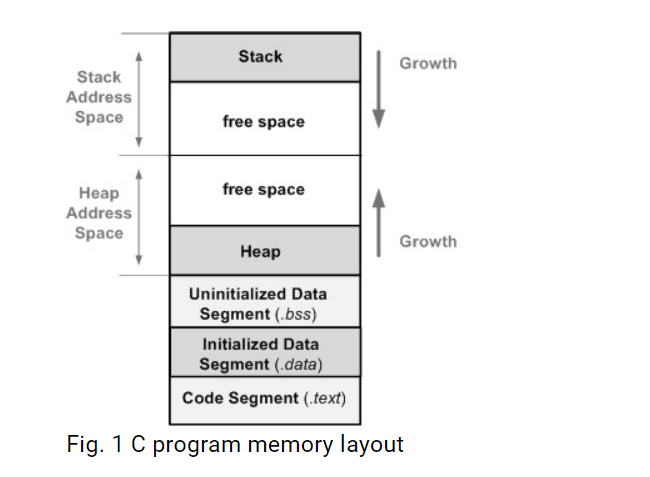 Stack
Growth
Stack
Address
Space
free space
free space
Heap
Address
Space
Growth
Heap
Uninitialized Data
Segment (.bss)
Initialized Data
Segment (.data)
Code Segment (.text)
Fig. 1 C program memory layout